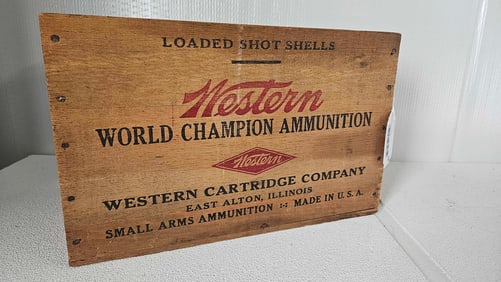 LOADED SHOT SHELLS
Western
WORLD CHAMPION AMMUNITION
Western
WESTERN CARTRIDGE COMPANY
EAST ALTON, ILLINOIS
SMALL ARMS AMMUNITION :-: MADE IN U.S.A.